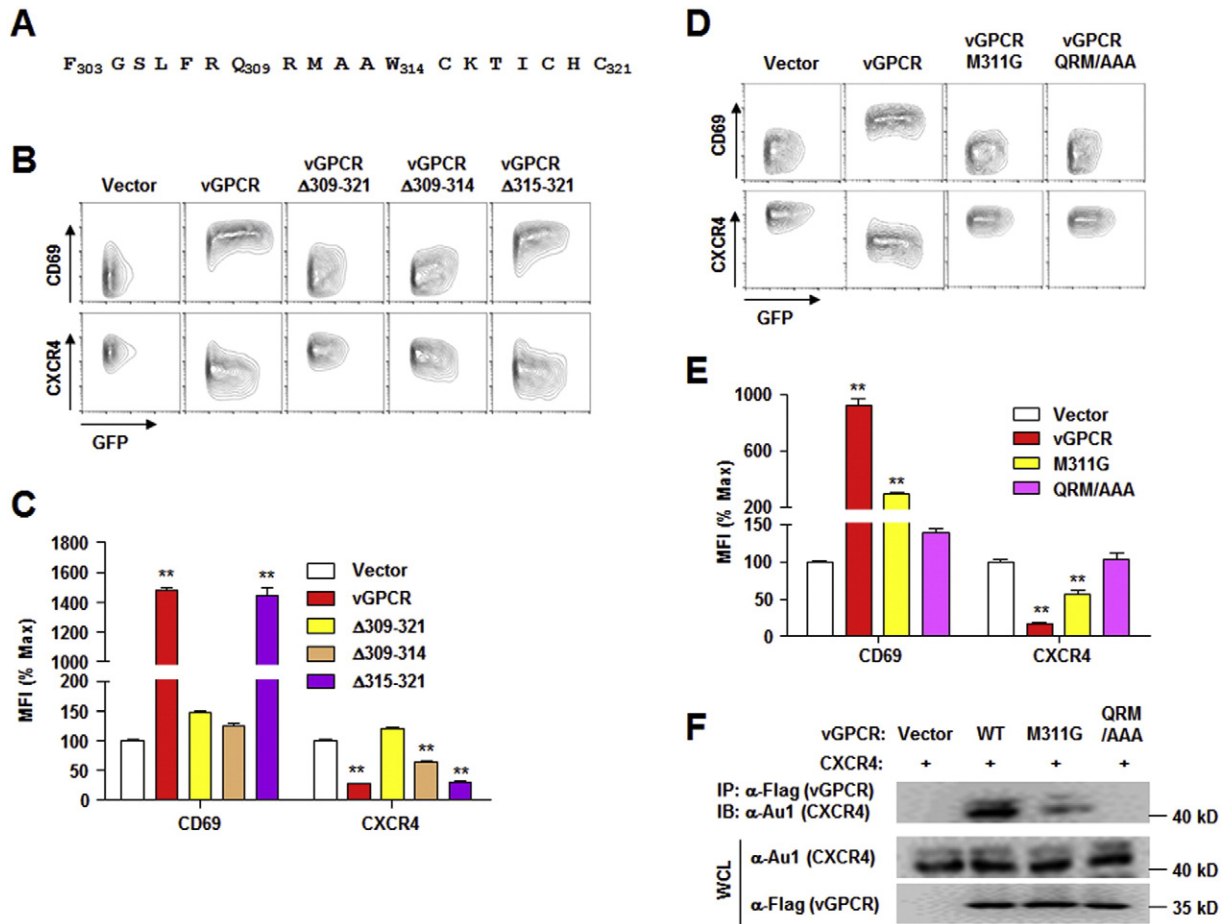 A
F303 G S L F R Q309 R M A A W314 C K T I C H C321
B
Vector
vGPCR
vGPCR
Δ309-321
vGPCR
Δ309-314
vGPCR
Δ315-321
CD69
CXCR4
GFP
C
MFI (% Max)
1800
1600
1400
1200
1000
200
150
100
50
0
**
**
**
**
**
CD69
CXCR4
Vector
vGPCR
Δ309-321
Δ309-314
Δ315-321
D
Vector
vGPCR
vGPCR
M311G
vGPCR
QRM/AAA
CD69
CXCR4
GFP
E
MFI (% Max)
1000
600
200
100
50
0
**
**
**
**
CD69
CXCR4
Vector
vGPCR
M311G
QRM/AAA
F
vGPCR: Vector WT M311G QRM
/AAA
CXCR4: + + + +
IP: α-Flag (vGPCR)
IB: α-Au1 (CXCR4)
40 kD
WCL
α-Au1 (CXCR4)
40 kD
α-Flag (vGPCR)
35 kD